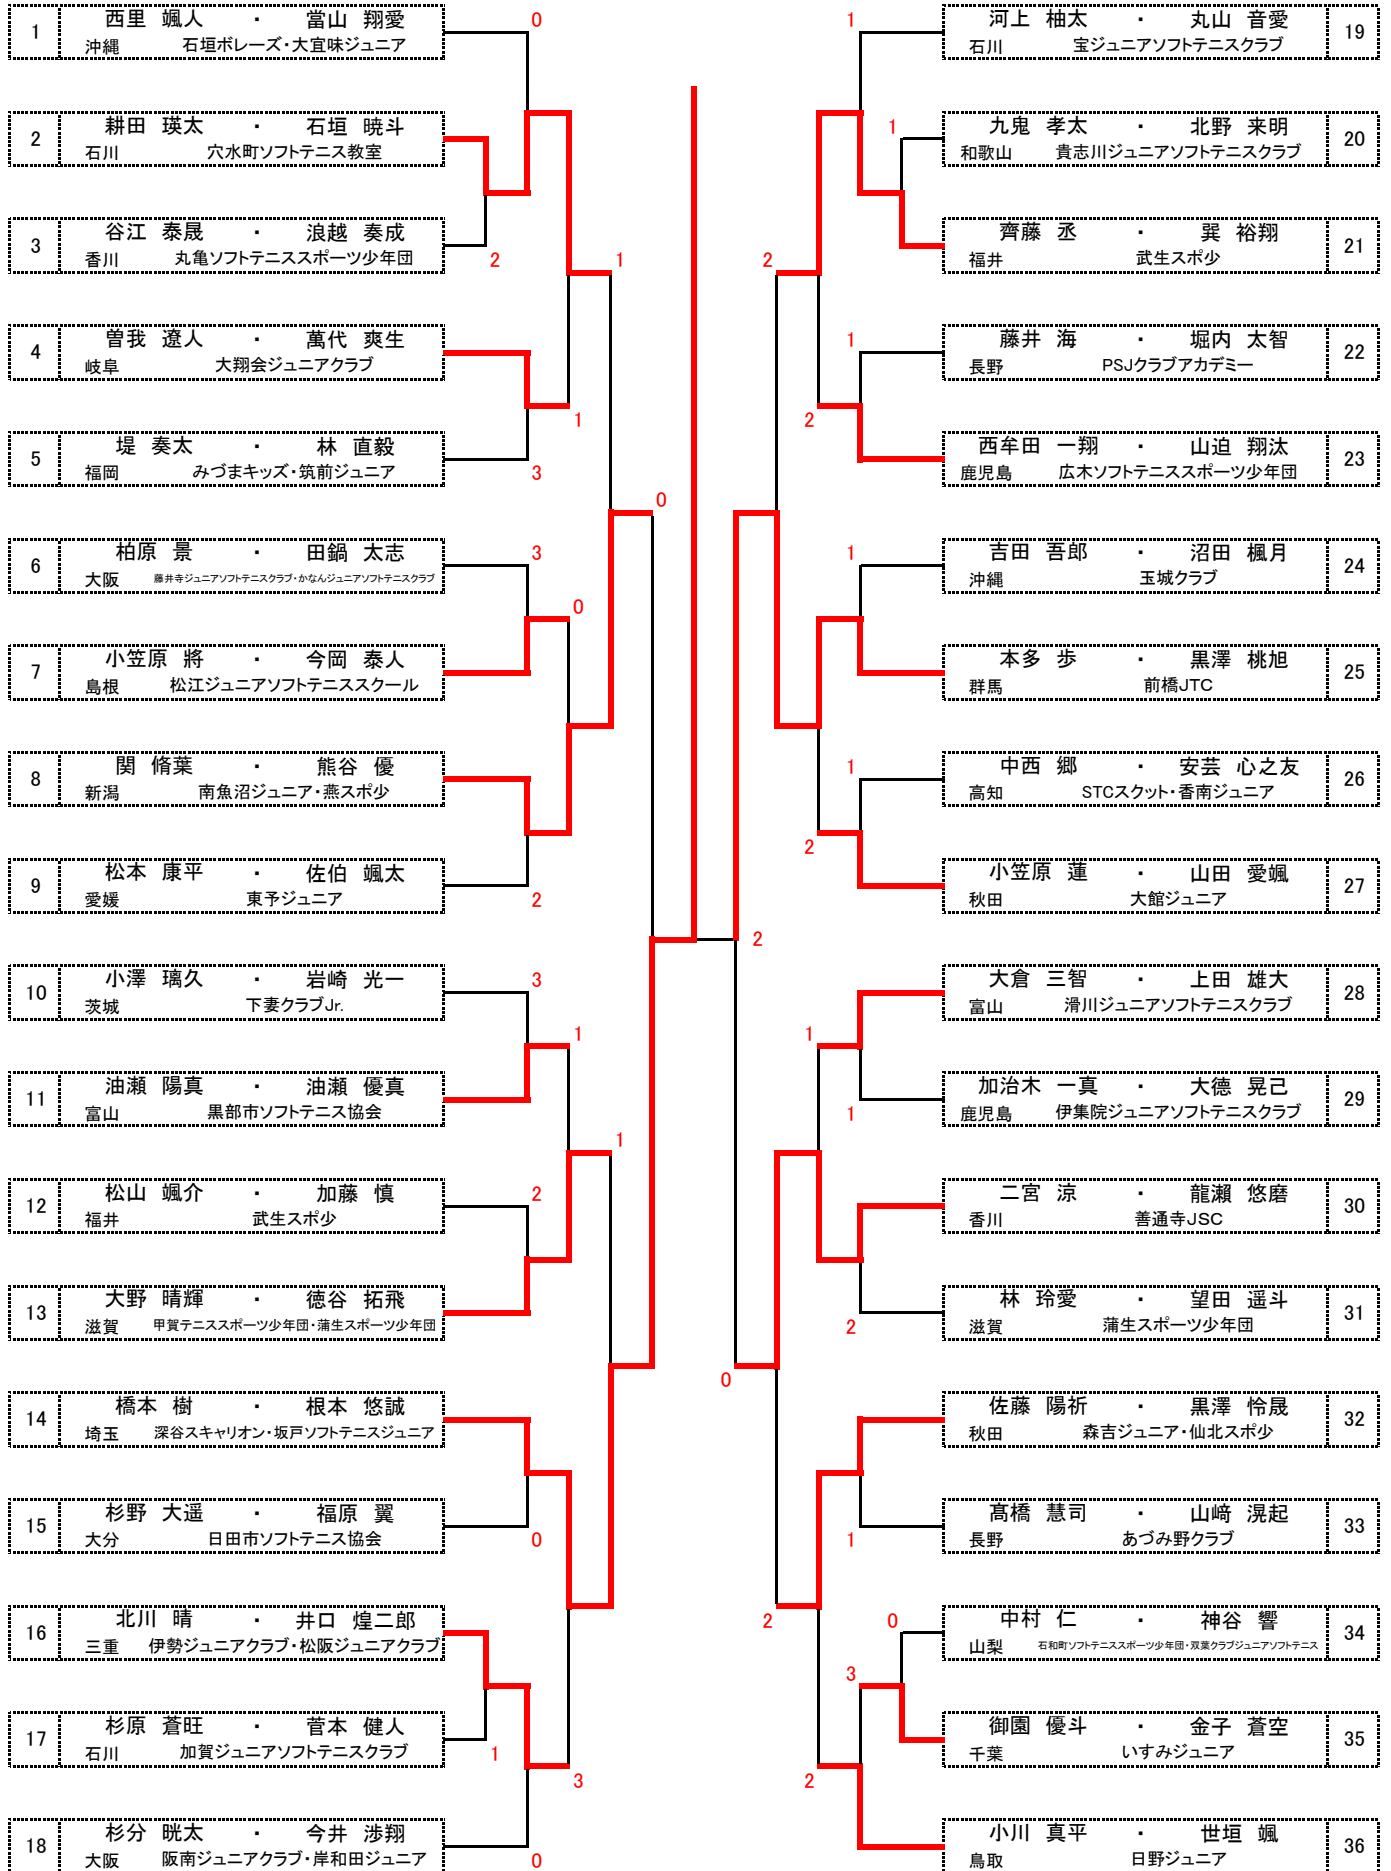 1 西里 颯人 ・ 當山 翔愛
沖縄 石垣ボレーズ・大宜味ジュニア
0
2 耕田 瑛太 ・ 石垣 暁斗
石川 穴水町ソフトテニス教室
3 谷江 泰晟 ・ 浪越 奏成
香川 丸亀ソフトテニススポーツ少年団
2
1
4 曽我 遼人 ・ 萬代 爽生
岐阜 大翔会ジュニアクラブ
1
5 堤 奏太 ・ 林 直毅
福岡 みづまキッズ・筑前ジュニア
3
0
6 柏原 景 ・ 田鍋 太志
大阪 藤井寺ジュニアソフトテニスクラブ・かなんジュニアソフトテニスクラブ
3
0
7 小笠原 將 ・ 今岡 泰人
島根 松江ジュニアソフトテニススクール
8 関 脩葉 ・ 熊谷 優
新潟 南魚沼ジュニア・燕スポ少
9 松本 康平 ・ 佐伯 颯太
愛媛 東予ジュニア
2
10 小澤 璃久 ・ 岩崎 光一
茨城 下妻クラブJr.
3
1
11 油瀬 陽真 ・ 油瀬 優真
富山 黒部市ソフトテニス協会
1
12 松山 颯介 ・ 加藤 慎
福井 武生スポ少
2
13 大野 晴輝 ・ 徳谷 拓飛
滋賀 甲賀テニススポーツ少年団・蒲生スポーツ少年団
14 橋本 樹 ・ 根本 悠誠
埼玉 深谷スキャリオン・坂戸ソフトテニスジュニア
15 杉野 大遥 ・ 福原 翼
大分 日田市ソフトテニス協会
0
16 北川 晴 ・ 井口 煌二郎
三重 伊勢ジュニアクラブ・松阪ジュニアクラブ
17 杉原 蒼旺 ・ 菅本 健人
石川 加賀ジュニアソフトテニスクラブ
1
3
18 杉分 晄太 ・ 今井 渉翔
大阪 阪南ジュニアクラブ・岸和田ジュニア
0
1
河上 柚太 ・ 丸山 音愛 19
石川 宝ジュニアソフトテニスクラブ
1
九鬼 孝太 ・ 北野 来明 20
和歌山 貴志川ジュニアソフトテニスクラブ
齊藤 丞 ・ 巽 裕翔 21
福井 武生スポ少
2
1
藤井 海 ・ 堀内 太智 22
長野 PSJクラブアカデミー
2
西牟田 一翔 ・ 山迫 翔汰 23
鹿児島 広木ソフトテニススポーツ少年団
1
吉田 吾郎 ・ 沼田 楓月 24
沖縄 玉城クラブ
本多 歩 ・ 黒澤 桃旭 25
群馬 前橋JTC
1
中西 郷 ・ 安芸 心之友 26
高知 STCスクット・香南ジュニア
2
小笠原 蓮 ・ 山田 愛颯 27
秋田 大館ジュニア
2
大倉 三智 ・ 上田 雄大 28
富山 滑川ジュニアソフトテニスクラブ
1
加治木 一真 ・ 大德 晃己 29
鹿児島 伊集院ジュニアソフトテニスクラブ
1
二宮 涼 ・ 龍瀬 悠磨 30
香川 善通寺JSC
林 玲愛 ・ 望田 遥斗 31
滋賀 蒲生スポーツ少年団
2
0
佐藤 陽祈 ・ 黒澤 怜晟 32
秋田 森吉ジュニア・仙北スポ少
髙橋 慧司 ・ 山﨑 滉起 33
長野 あづみ野クラブ
1
2
0
中村 仁 ・ 神谷 響 34
山梨 石和町ソフトテニススポーツ少年団・双葉クラブジュニアソフトテニス
3
御園 優斗 ・ 金子 蒼空 35
千葉 いすみジュニア
2
小川 真平 ・ 世垣 颯 36
鳥取 日野ジュニア